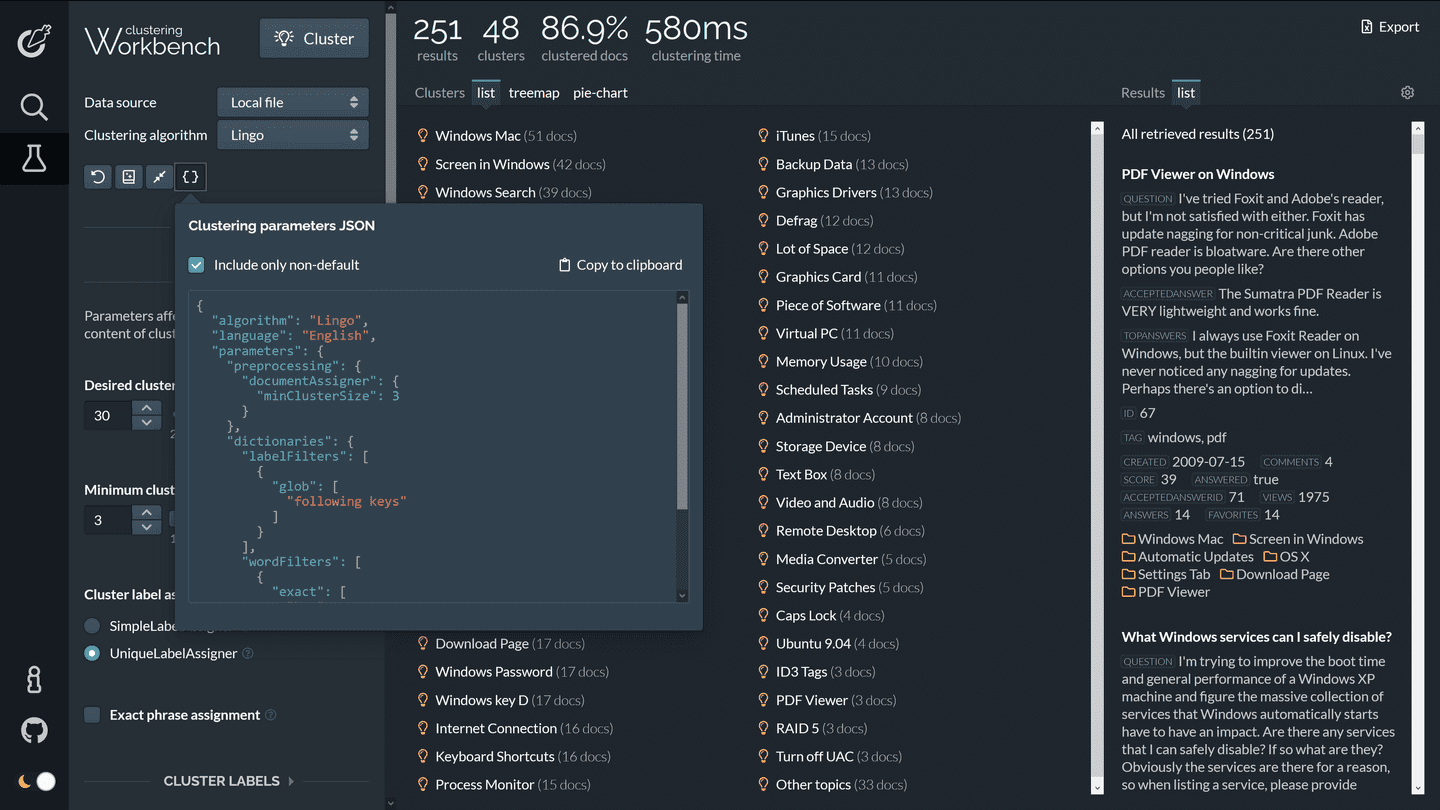 clustering
Workbench
Cluster
Data source
Local file
Clustering algorithm
Lingo
Parameters
content of
Desired
30
Minimum
3
Cluster label
UniqueLabelAssigner
Exact phrase assignment
CLUSTER LABELS
Clustering parameters JSON
Include only non-default
Copy to clipboard
{
"algorithm": "Lingo",
"language": "English",
"parameters": {
"preprocessing": {
"documentAssigner": {
"minClusterSize": 3
}
},
"dictionaries": {
"labelFilters": [
{
"glob": [
"following keys"
]
}
],
"wordFilters": [
{
"exact": [
251 48 86.9% 580ms
results clusters clustered docs clustering time
Export
Clusters list treemap pie-chart
Windows Mac (51 docs)
Screen in Windows (42 docs)
Windows Search (39 docs)
Download Page (17 docs)
Windows Password (17 docs)
Windows key D (17 docs)
Internet Connection (16 docs)
Keyboard Shortcuts (16 docs)
Process Monitor (15 docs)
iTunes (15 docs)
Backup Data (13 docs)
Graphics Drivers (13 docs)
Defrag (12 docs)
Lot of Space (12 docs)
Graphics Card (11 docs)
Piece of Software (11 docs)
Virtual PC (11 docs)
Memory Usage (10 docs)
Scheduled Tasks (9 docs)
Administrator Account (8 docs)
Storage Device (8 docs)
Text Box (8 docs)
Video and Audio (8 docs)
Remote Desktop (6 docs)
Media Converter (5 docs)
Security Patches (5 docs)
Caps Lock (4 docs)
Ubuntu 9.04 (4 docs)
ID3 Tags (3 docs)
PDF Viewer (3 docs)
RAID 5 (3 docs)
Turn off UAC (3 docs)
Other topics (33 docs)
Results list
All retrieved results (251)
PDF Viewer on Windows
QUESTION I've tried Foxit and Adobe's reader,
but I'm not satisfied with either. Foxit has
update nagging for non-critical junk. Adobe
PDF reader is bloatware. Are there other
options you people like?
ACCEPTEDANSWER The Sumatra PDF Reader is
VERY lightweight and works fine.
TOPANSWERS I always use Foxit Reader on
Windows, but the builtin viewer on Linux. I've
never noticed any nagging for updates.
Perhaps there's an option to di...
ID 67
TAG windows, pdf
CREATED 2009-07-15 COMMENTS 4
SCORE 39 ANSWERED true
ACCEPTEDANSWERID 71 VIEWS 1975
ANSWERS 14 FAVORITES 14
Windows Mac Screen in Windows
Automatic Updates OS X
Settings Tab Download Page
PDF Viewer
What Windows services can I safely disable?
QUESTION I'm trying to improve the boot time
and general performance of a Windows XP
machine and figure the massive collection of
services that Windows automatically starts
have to have an impact. Are there any services
that I can safely disable? If so what are they?
Obviously the services are there for a reason,
so when listing a service, please provide